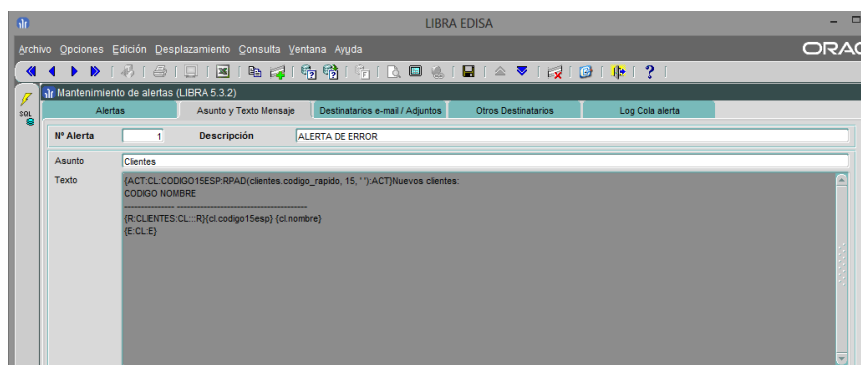 LIBRA EDISA
Archivo Opciones Edición Desplazamiento Consulta Ventana Ayuda
ORAC
SQL
Mantenimiento de alertas (LIBRA 5.3.2)
Alertas Asunto y Texto Mensaje Destinatarios e-mail / Adjuntos Otros Destinatarios Log Cola alerta
Nº Alerta 1 Descripción ALERTA DE ERROR
Asunto Clientes
Texto {ACT:CL:CODIGO15ESP:RPAD(clientes.codigo_rapido, 15, ' '):ACT}Nuevos clientes:
CODIGO NOMBRE
--------------- ----------------------------------------
{R:CLIENTES:CL:::R}{cl.codigo15esp} {cl.nombre}
{E:CL:E}